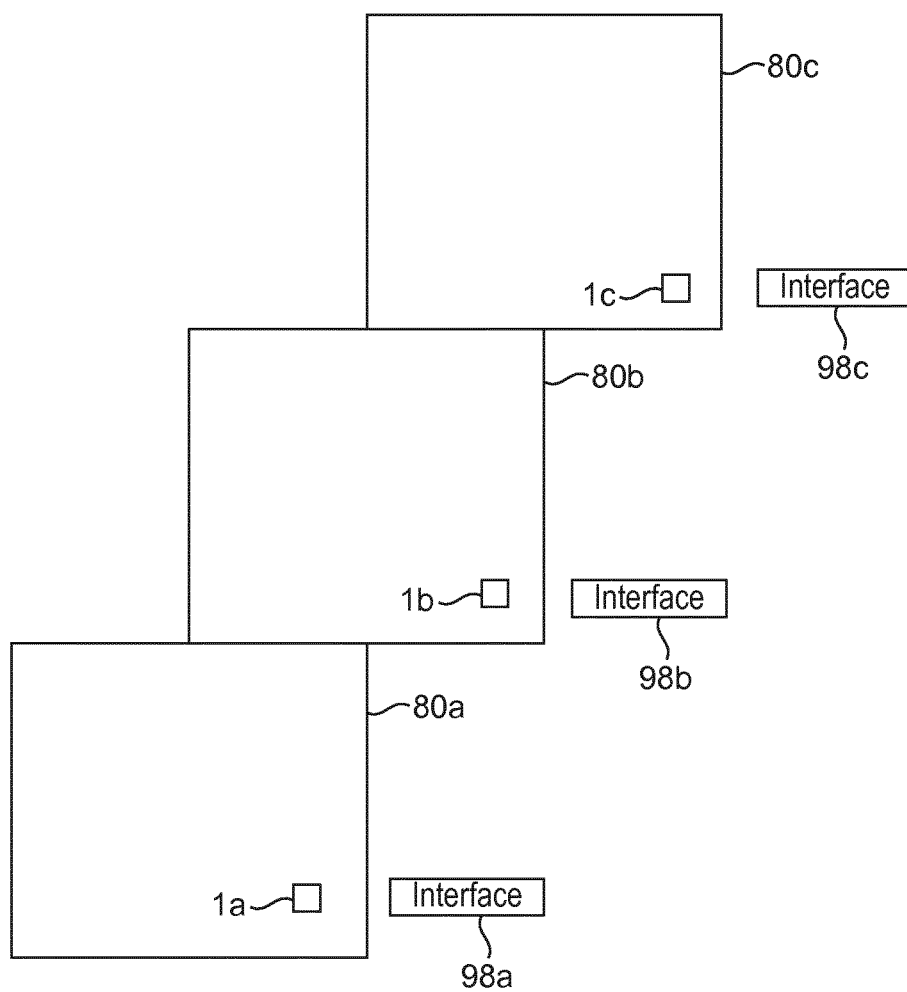 80c
1c
Interface
98c
80b
1b
Interface
98b
80a
1a
Interface
98a